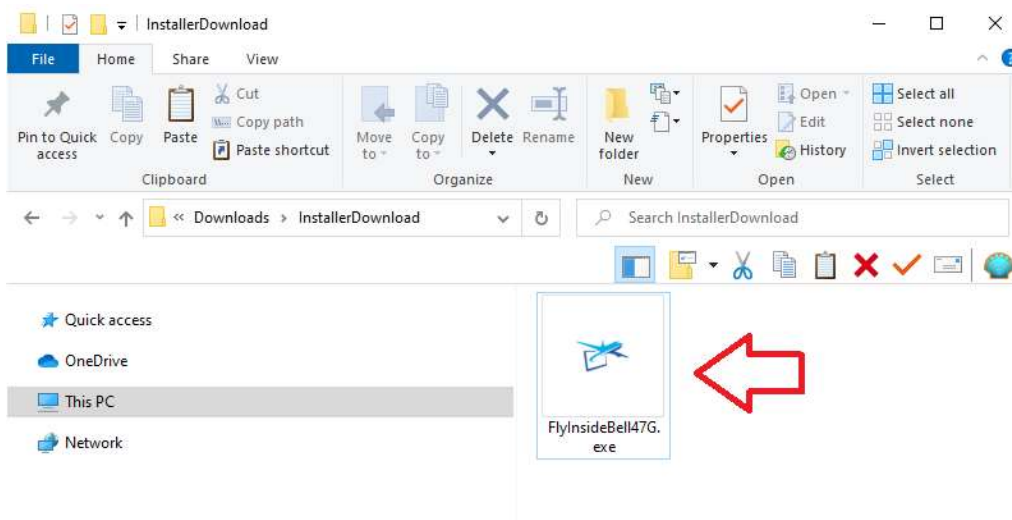 InstallerDownload
File Home Share View
Pin to Quick access
Copy
Paste
Cut
Copy path
Paste shortcut
Clipboard
Move to
Copy to
Delete
Rename
Organize
New folder
New
Properties
Open
Edit
History
Open
Select all
Select none
Invert selection
Select
« Downloads › InstallerDownload
Search InstallerDownload
Quick access
OneDrive
This PC
Network
FlyInsideBell47G.
exe